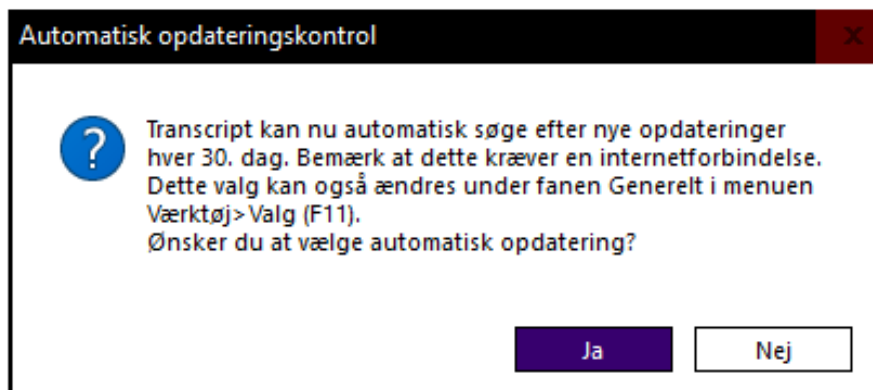 Automatisk opdateringskontrol
X
?
Transcript kan nu automatisk søge efter nye opdateringer
hver 30. dag. Bemærk at dette kræver en internetforbindelse.
Dette valg kan også ændres under fanen Generelt i menuen
Værktøj>Valg (F11).
Ønsker du at vælge automatisk opdatering?
Ja
Nej